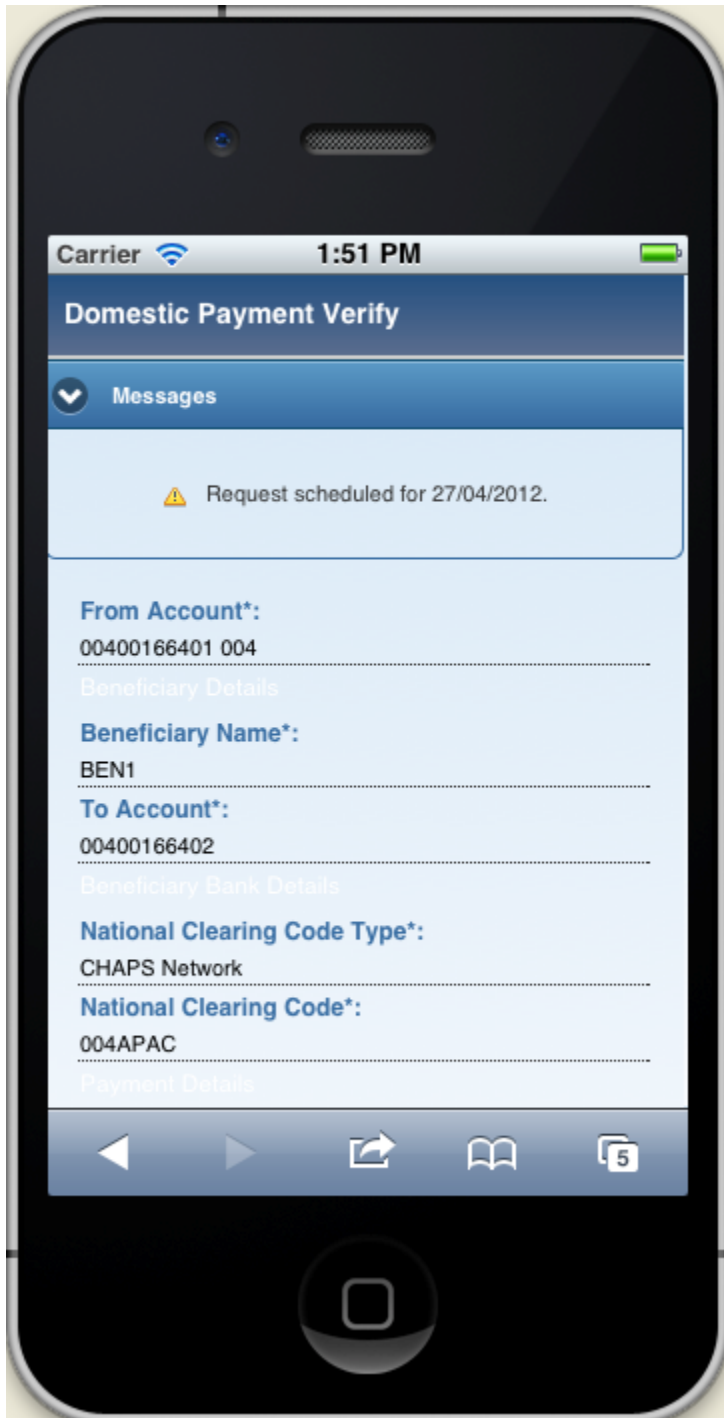 Carrier 1:51 PM
Domestic Payment Verify
Messages
Request scheduled for 27/04/2012.
From Account*:
00400166401 004
Beneficiary Details
Beneficiary Name*:
BEN1
To Account*:
00400166402
Beneficiary Bank Details
National Clearing Code Type*:
CHAPS Network
National Clearing Code*:
004APAC
Payment Details
5